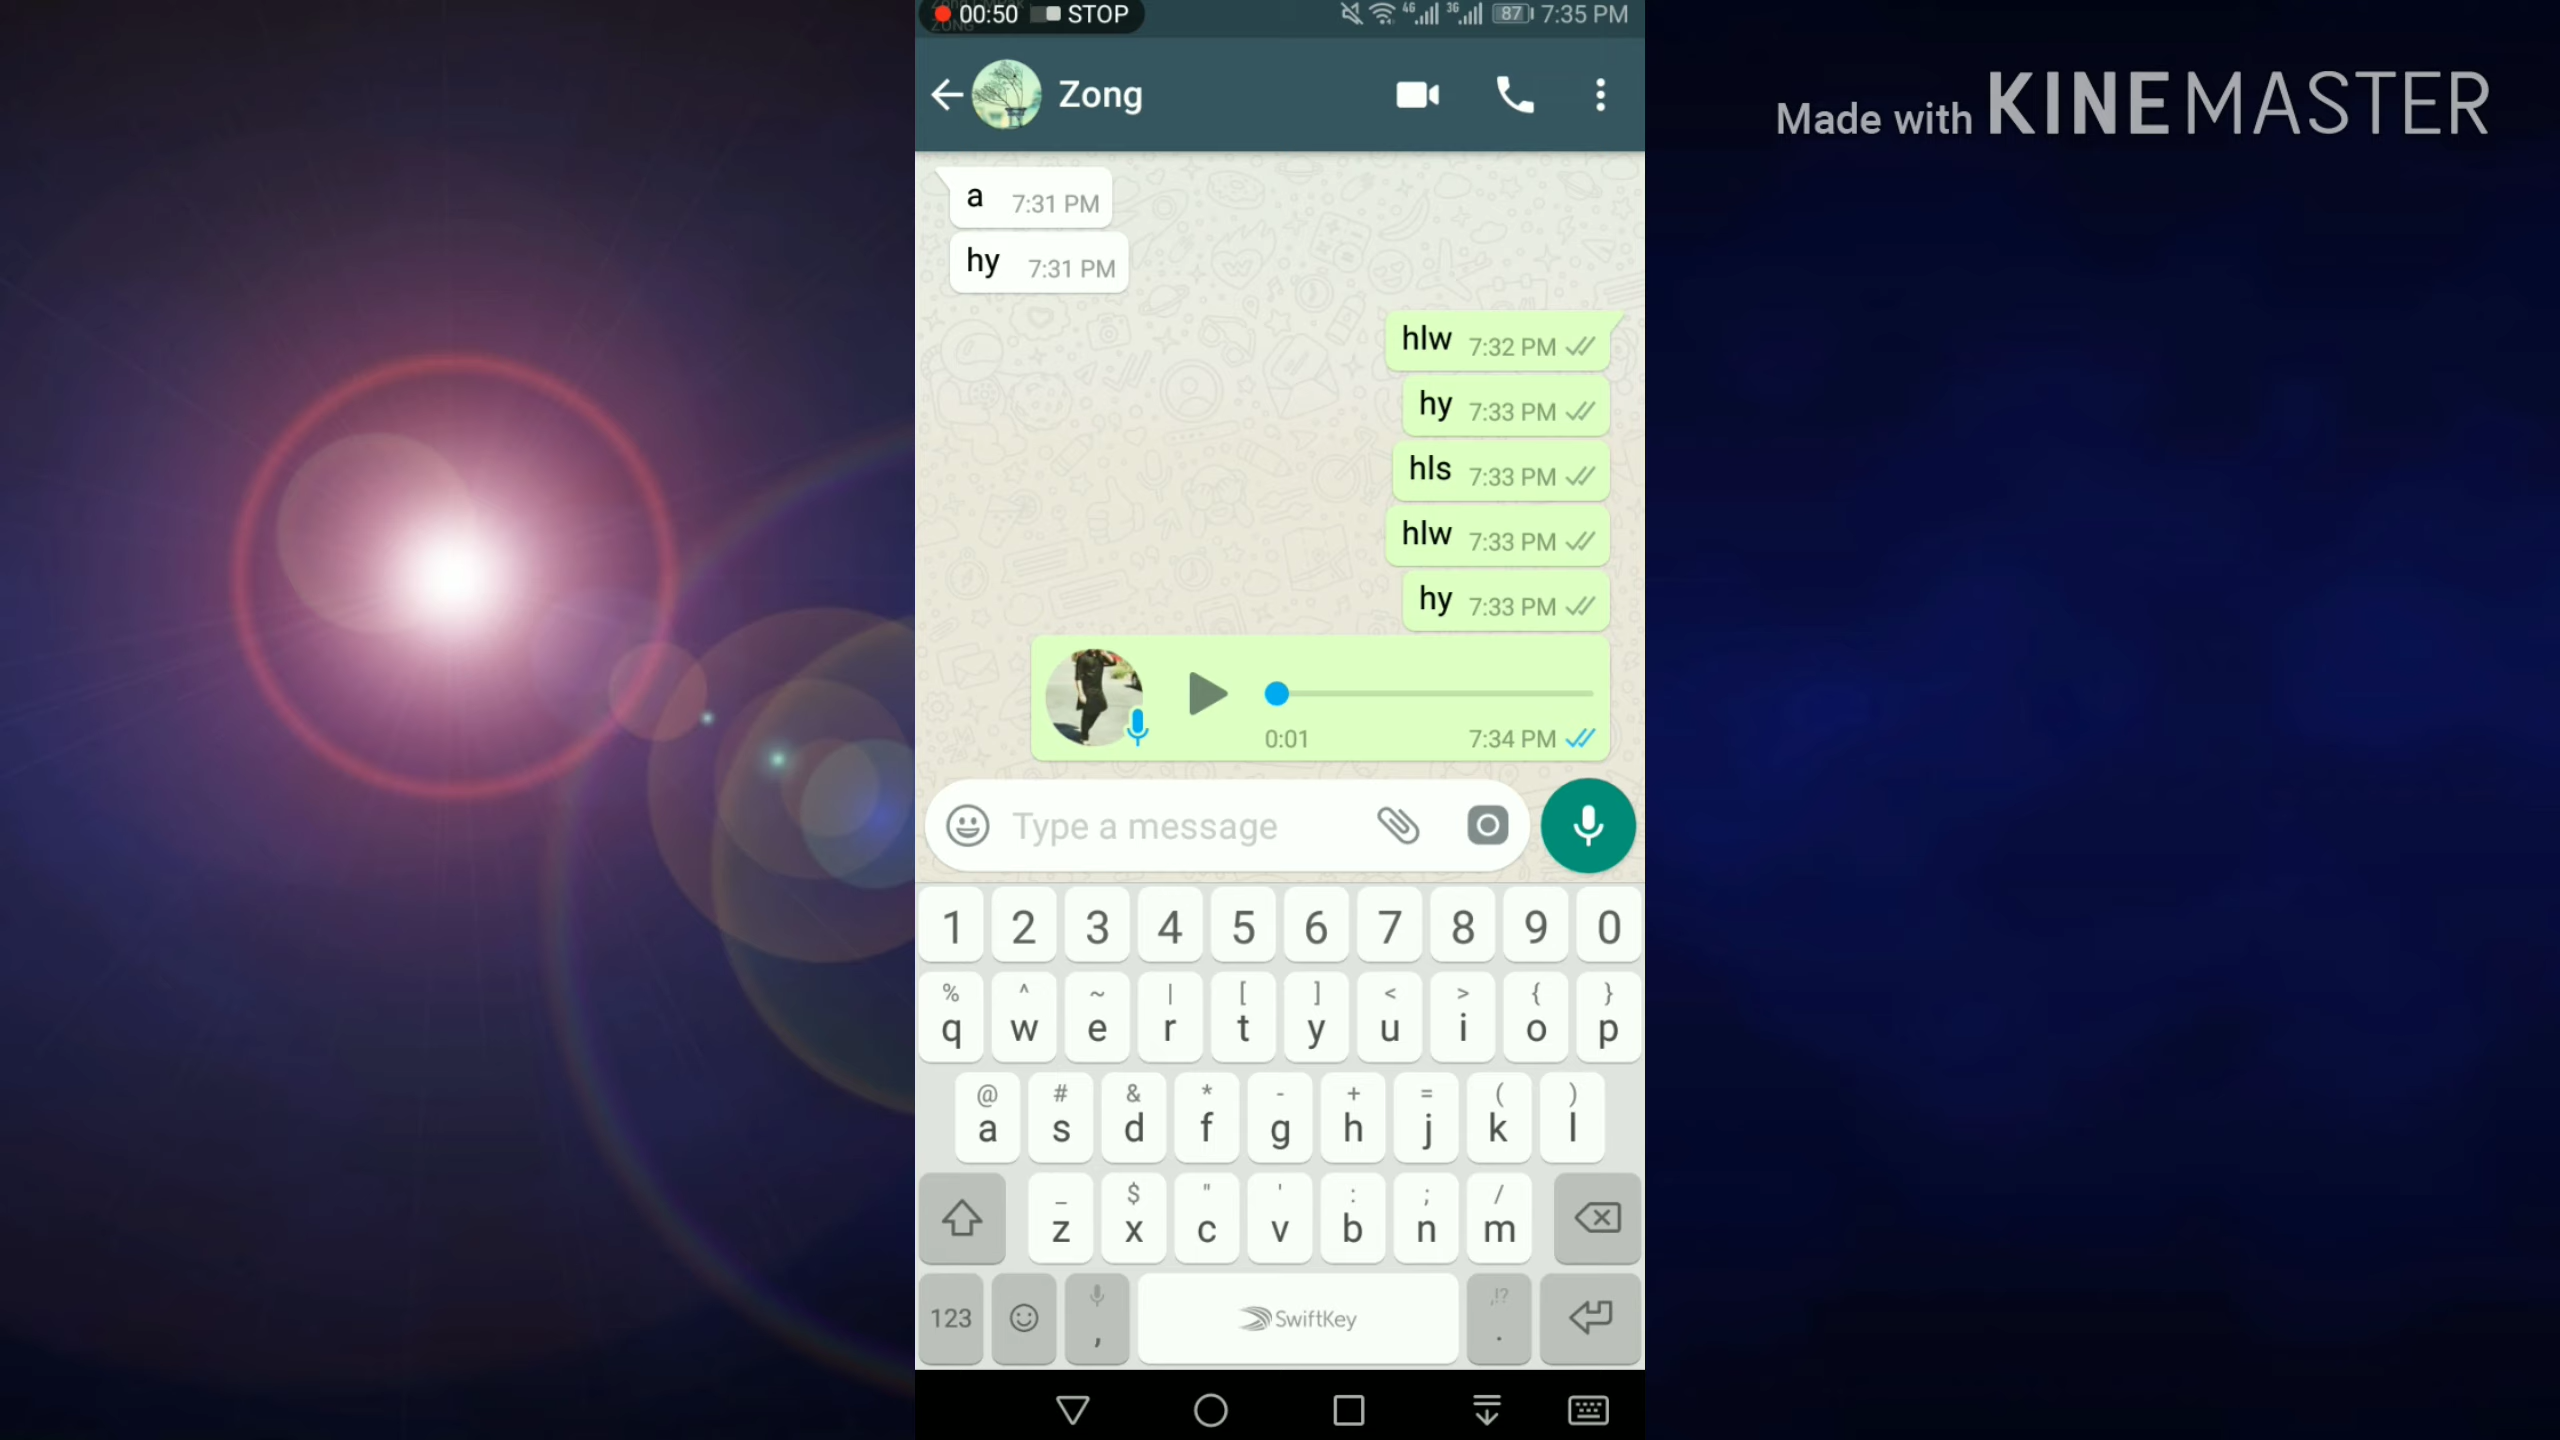 00:50 STOP 4G 3G 87 7:35 PM
Made with KINEMASTER
Zong
a 7:31 PM
hy 7:31 PM
hlw 7:32 PM
hy 7:33 PM
hls 7:33 PM
hlw 7:33 PM
hy 7:33 PM
0:01 7:34 PM
Type a message
1 2 3 4 5 6 7 8 9 0
% ^ ~ | [ ] < > { }
q w e r t y u i o p
@ # & * - + = ( )
a s d f g h j k l
_ $ " ' : ; /
z x c v b n m
,!?
123 , SwiftKey .